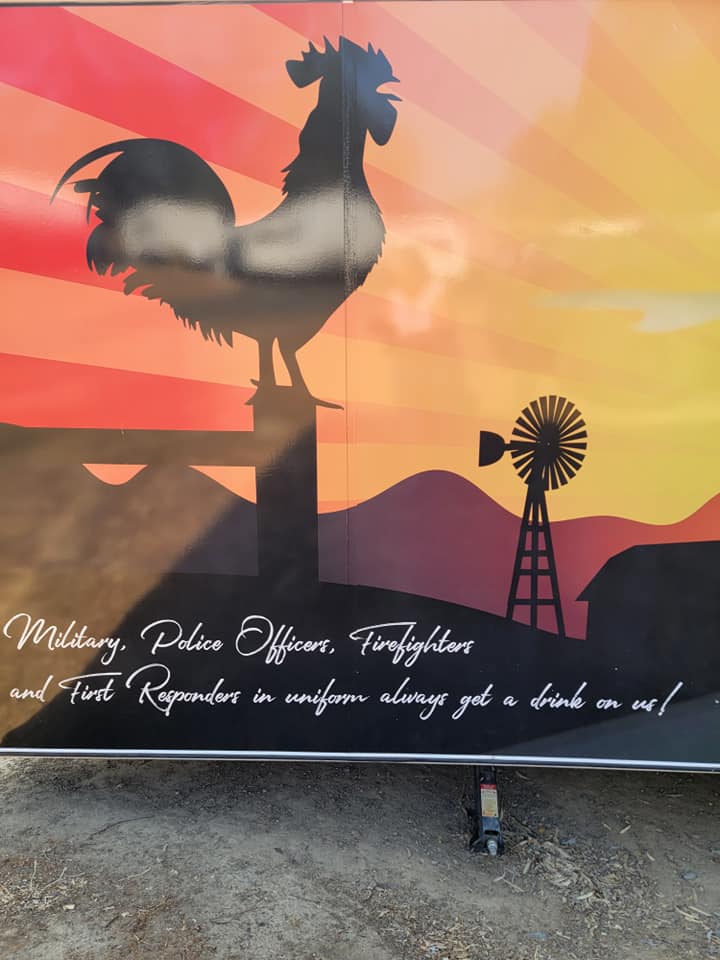 Military, Police Officers, Firefighters
and First Responders in uniform always get a drink on us!